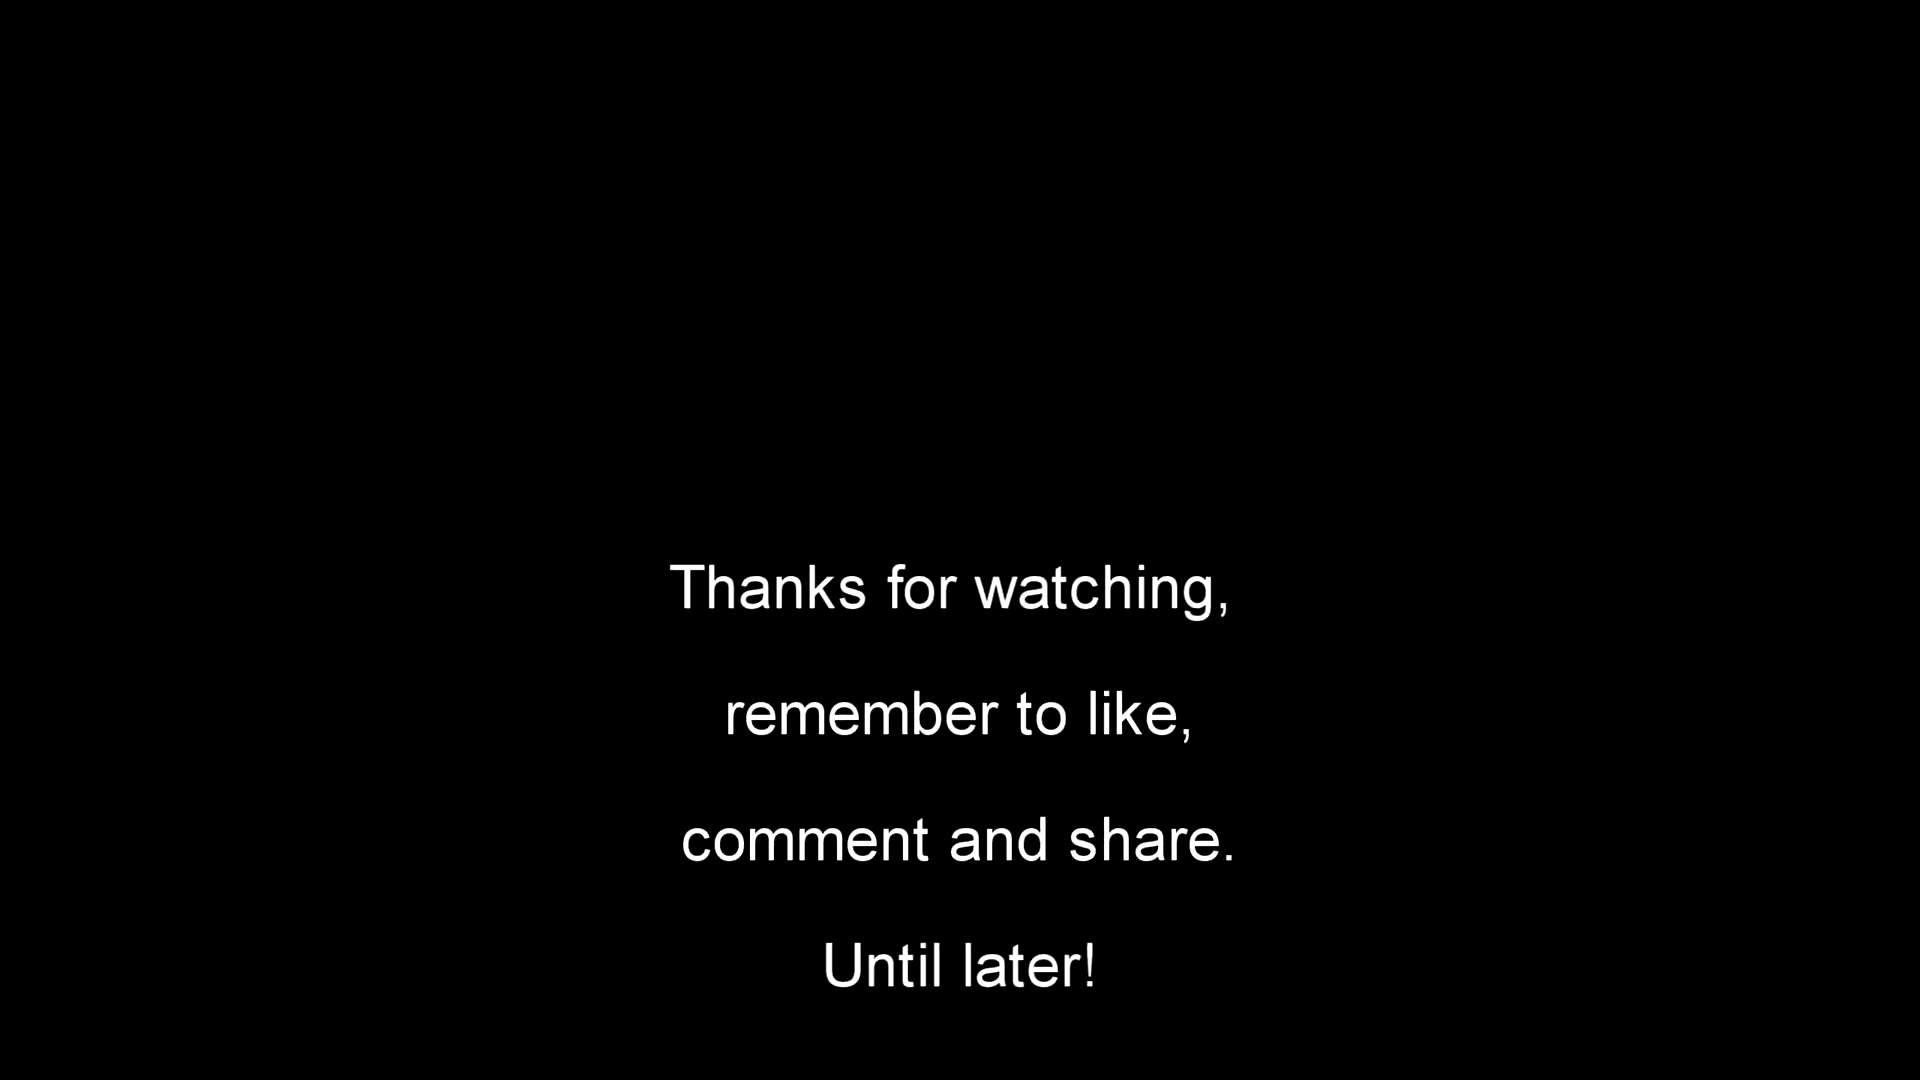 Thanks for watching,
remember to like,
comment and share.
Until later!